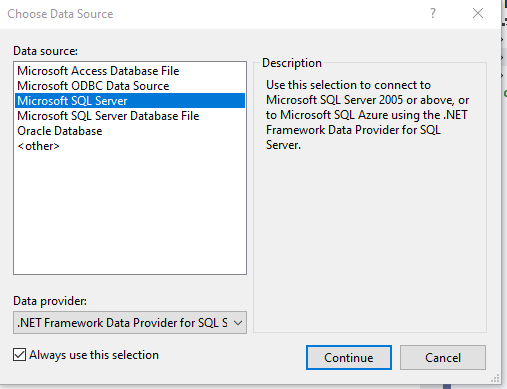 Choose Data Source
?
Data source:
Microsoft Access Database File
Microsoft ODBC Data Source
Microsoft SQL Server
Microsoft SQL Server Database File
Oracle Database
<other>
Description
Use this selection to connect to
Microsoft SQL Server 2005 or above, or
to Microsoft SQL Azure using the .NET
Framework Data Provider for SQL
Server.
Data provider:
.NET Framework Data Provider for SQL S
Always use this selection
Continue
Cancel